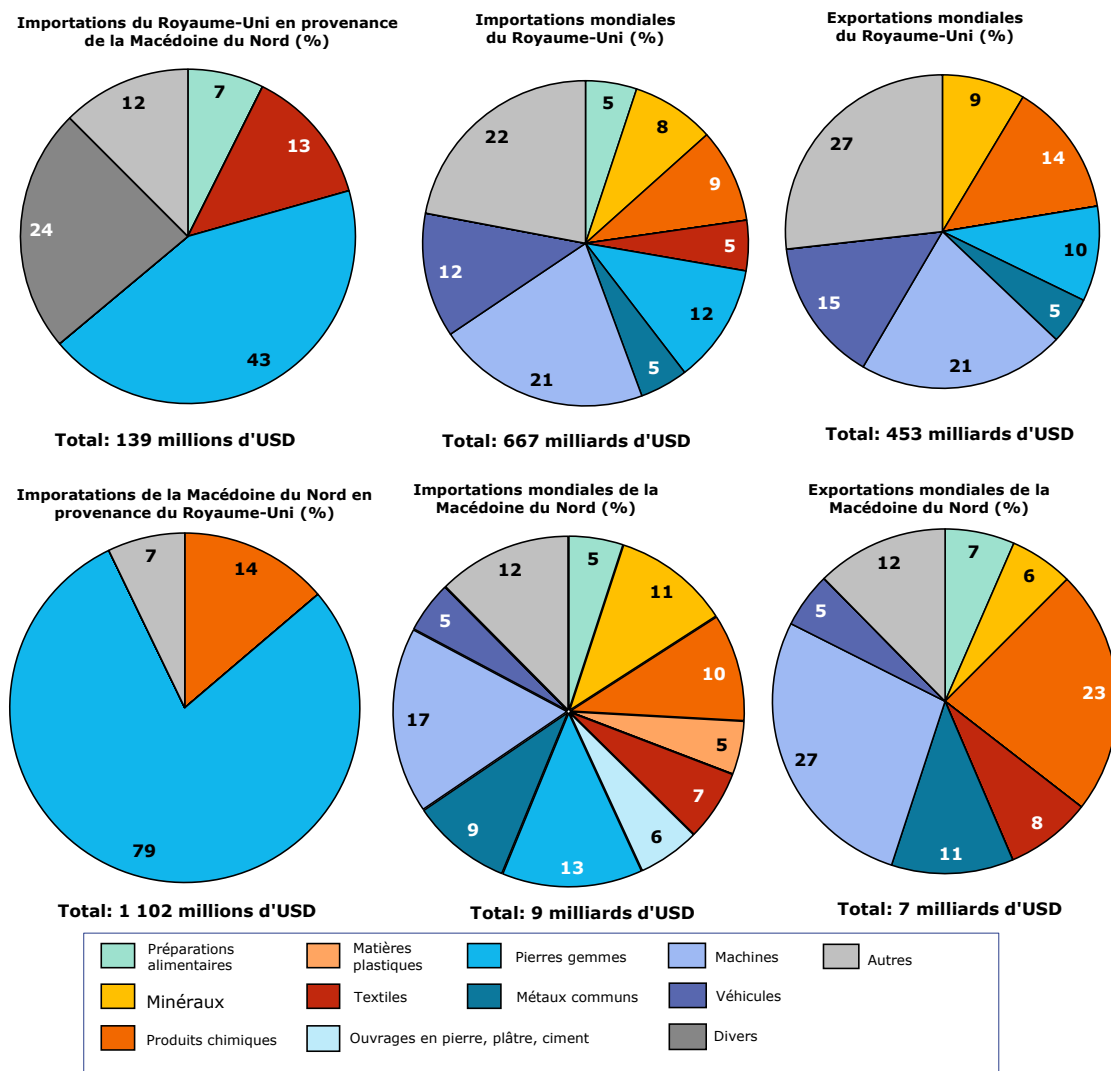 Importations du Royaume-Uni en provenance
de la Macédoine du Nord (%)
7
13
43
24
12
Total: 139 millions d'USD
Importations mondiales
du Royaume-Uni (%)
5
8
9
5
12
5
21
12
22
Total: 667 milliards d'USD
Exportations mondiales
du Royaume-Uni (%)
9
14
10
5
21
15
27
Total: 453 milliards d'USD
Imporatations de la Macédoine du Nord en
provenance du Royaume-Uni (%)
14
79
7
Total: 1 102 millions d'USD
Importations mondiales de la
Macédoine du Nord (%)
5
11
10
5
7
6
13
9
17
5
12
Total: 9 milliards d'USD
Exportations mondiales de la
Macédoine du Nord (%)
7
6
23
8
11
27
5
12
Total: 7 milliards d'USD
Préparations
alimentaires
Minéraux
Produits chimiques
Matières
plastiques
Textiles
Ouvrages en pierre, plâtre, ciment
Pierres gemmes
Métaux communs
Machines
Véhicules
Divers
Autres